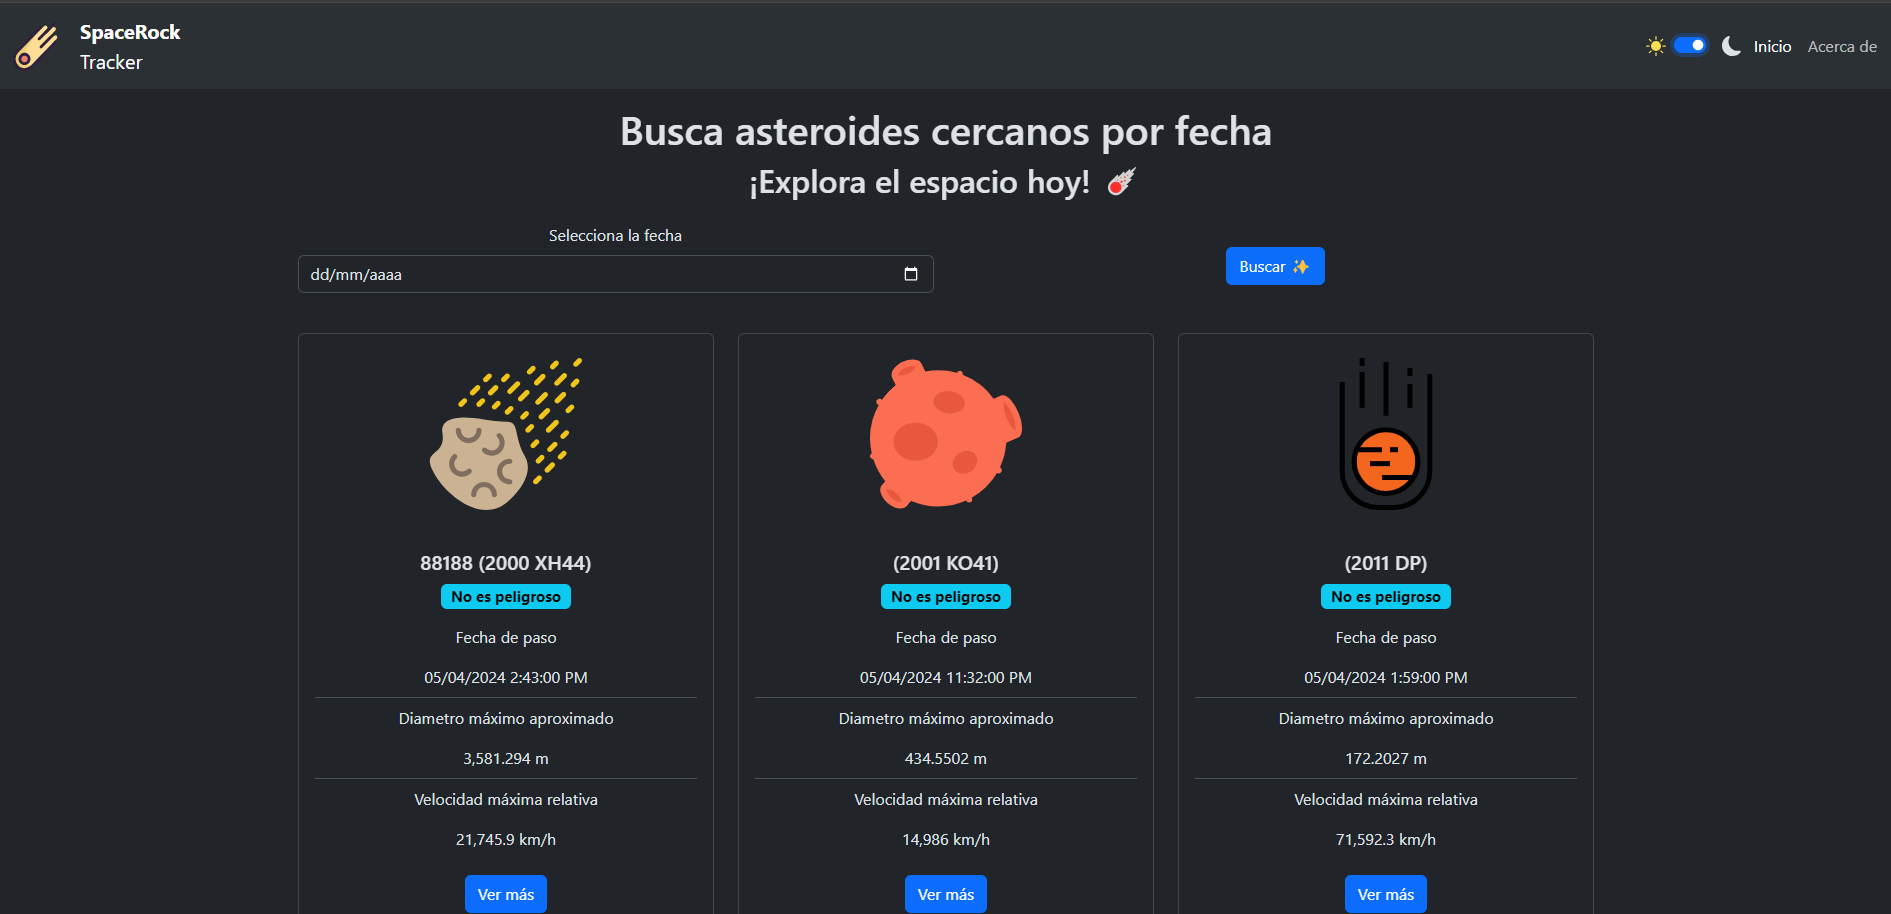 SpaceRock
Tracker
Inicio Acerca de
Busca asteroides cercanos por fecha
¡Explora el espacio hoy!
Selecciona la fecha
dd/mm/aaaa
Buscar
88188 (2000 XH44)
No es peligroso
Fecha de paso
05/04/2024 2:43:00 PM
Diametro máximo aproximado
3,581.294 m
Velocidad máxima relativa
21,745.9 km/h
Ver más
(2001 KO41)
No es peligroso
Fecha de paso
05/04/2024 11:32:00 PM
Diametro máximo aproximado
434.5502 m
Velocidad máxima relativa
14,986 km/h
Ver más
(2011 DP)
No es peligroso
Fecha de paso
05/04/2024 1:59:00 PM
Diametro máximo aproximado
172.2027 m
Velocidad máxima relativa
71,592.3 km/h
Ver más